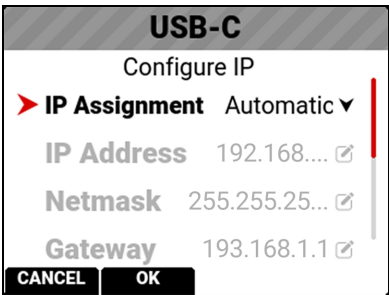 USB-C
Configure IP
IP Assignment Automatic
IP Address 192.168....
Netmask 255.255.25...
Gateway 193.168.1.1
CANCEL OK